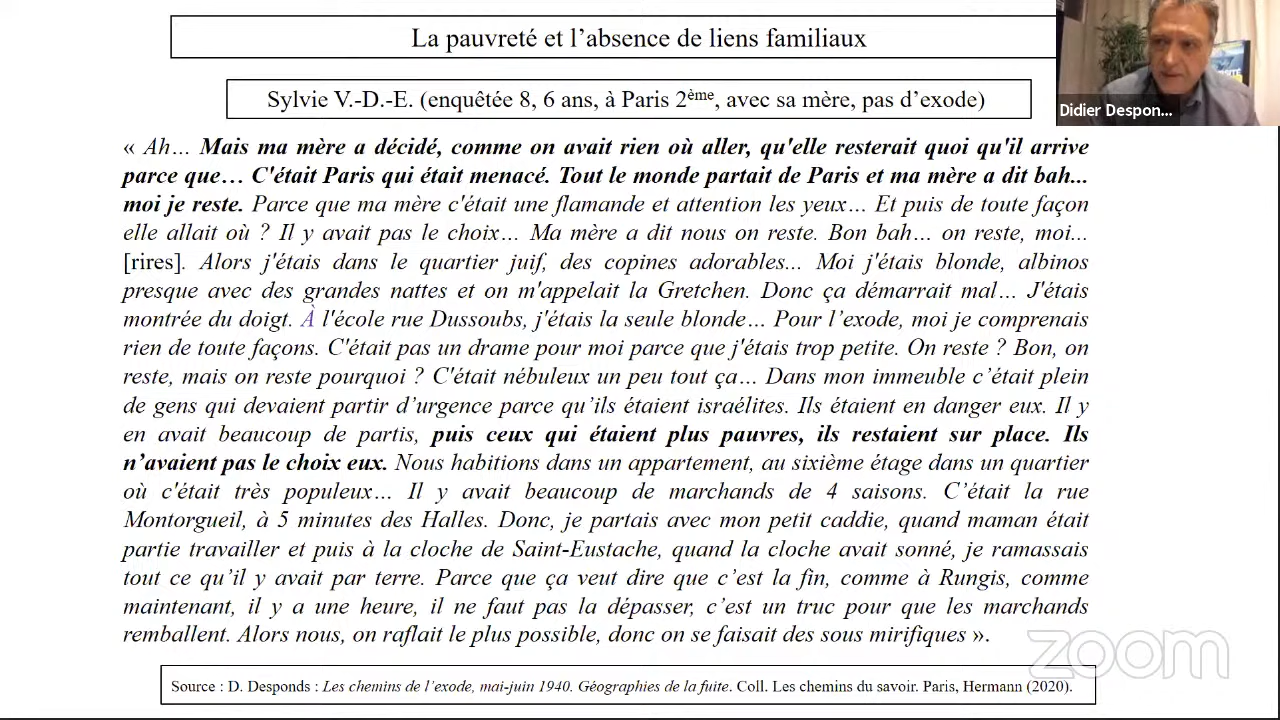 La pauvreté et l’absence de liens familiaux
Sylvie V.-D.-E. (enquêtée 8, 6 ans, à Paris 2ème, avec sa mère, pas d’exode)
Didier Despon...
« Ah… Mais ma mère a décidé, comme on avait rien où aller, qu'elle resterait quoi qu'il arrive
parce que… C'était Paris qui était menacé. Tout le monde partait de Paris et ma mère a dit bah...
moi je reste. Parce que ma mère c'était une flamande et attention les yeux… Et puis de toute façon
elle allait où ? Il y avait pas le choix… Ma mère a dit nous on reste. Bon bah… on reste, moi...
[rires]. Alors j'étais dans le quartier juif, des copines adorables... Moi j'étais blonde, albinos
presque avec des grandes nattes et on m'appelait la Gretchen. Donc ça démarrait mal… J'étais
montrée du doigt. À l'école rue Dussoubs, j'étais la seule blonde… Pour l’exode, moi je comprenais
rien de toute façons. C'était pas un drame pour moi parce que j'étais trop petite. On reste ? Bon, on
reste, mais on reste pourquoi ? C'était nébuleux un peu tout ça… Dans mon immeuble c’était plein
de gens qui devaient partir d’urgence parce qu’ils étaient israélites. Ils étaient en danger eux. Il y
en avait beaucoup de partis, puis ceux qui étaient plus pauvres, ils restaient sur place. Ils
n’avaient pas le choix eux. Nous habitions dans un appartement, au sixième étage dans un quartier
où c'était très populeux… Il y avait beaucoup de marchands de 4 saisons. C’était la rue
Montorgueil, à 5 minutes des Halles. Donc, je partais avec mon petit caddie, quand maman était
partie travailler et puis à la cloche de Saint-Eustache, quand la cloche avait sonné, je ramassais
tout ce qu’il y avait par terre. Parce que ça veut dire que c’est la fin, comme à Rungis, comme
maintenant, il y a une heure, il ne faut pas la dépasser, c’est un truc pour que les marchands
remballent. Alors nous, on raflait le plus possible, donc on se faisait des sous mirifiques ».
zoom
Source : D. Desponds : Les chemins de l’exode, mai-juin 1940. Géographies de la fuite. Coll. Les chemins du savoir. Paris, Hermann (2020).